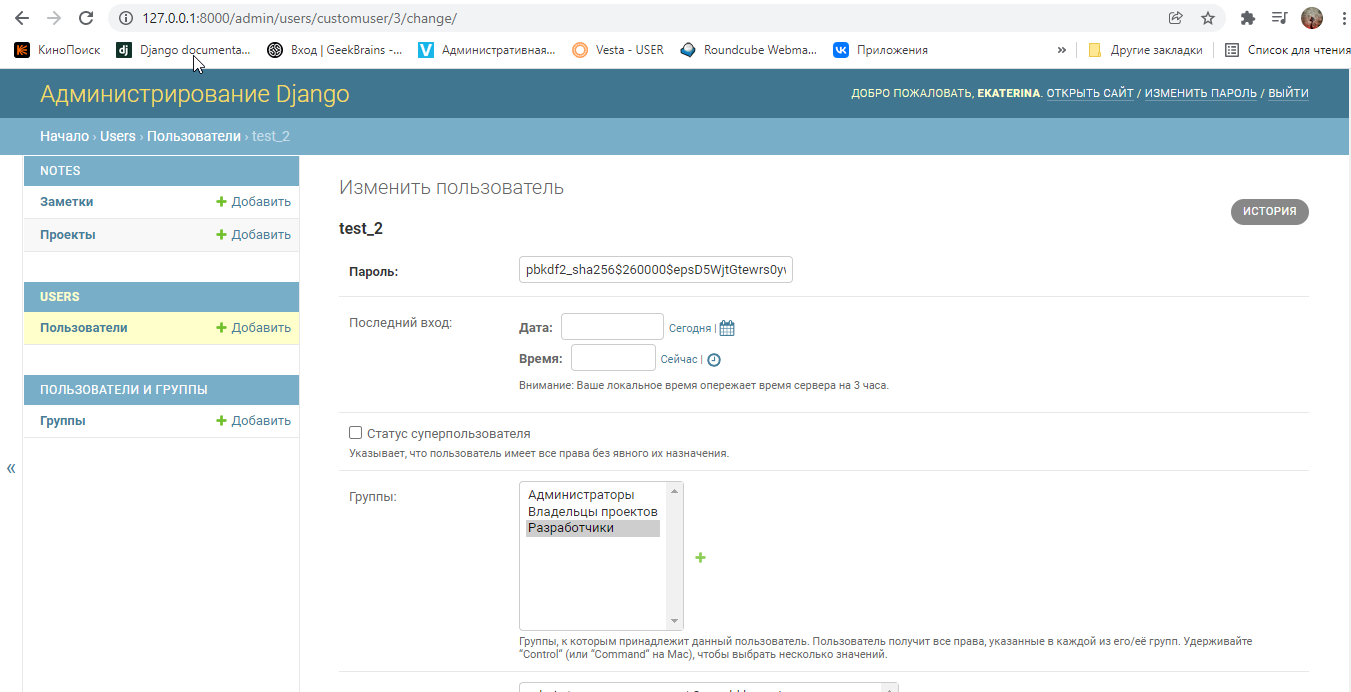 127.0.0.1:8000/admin/users/customuser/3/change/
КиноПоиск Django documenta... Вход | GeekBrains -... Административная... Vesta - USER Roundcube Webma... Приложения » Другие закладки Список для чтения
Администрирование Django
ДОБРО ПОЖАЛОВАТЬ, EKATERINA. ОТКРЫТЬ САЙТ / ИЗМЕНИТЬ ПАРОЛЬ / ВЫЙТИ
Начало › Users › Пользователи › test_2
NOTES
Заметки + Добавить
Проекты + Добавить
USERS
Пользователи + Добавить
ПОЛЬЗОВАТЕЛИ И ГРУППЫ
Группы + Добавить
«
Изменить пользователь
ИСТОРИЯ
test_2
Пароль: pbkdf2_sha256$260000$epsD5WjtGtewrs0y
Последний вход:
Дата: Сегодня |
Время: Сейчас |
Внимание: Ваше локальное время опережает время сервера на 3 часа.
Статус суперпользователя
Указывает, что пользователь имеет все права без явного их назначения.
Группы:
Администраторы
Владельцы проектов
Разработчики
Группы, к которым принадлежит данный пользователь. Пользователь получит все права, указанные в каждой из его/её групп. Удерживайте
“Control“ (или “Command“ на Mac), чтобы выбрать несколько значений.